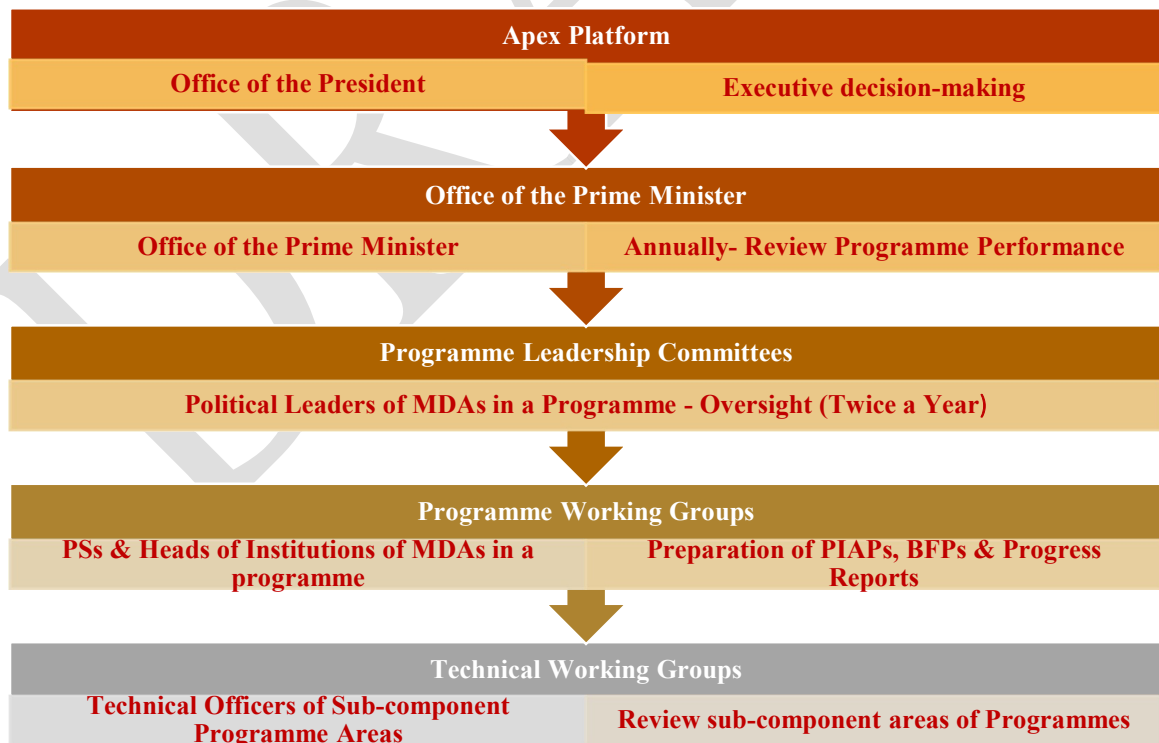 Apex Platform
Office of the President
Executive decision-making
Office of the Prime Minister
Office of the Prime Minister
Annually- Review Programme Performance
Programme Leadership Committees
Political Leaders of MDAs in a Programme - Oversight (Twice a Year)
Programme Working Groups
PSs & Heads of Institutions of MDAs in a
programme
Preparation of PIAPs, BFPs & Progress
Reports
Technical Working Groups
Technical Officers of Sub-component
Programme Areas
Review sub-component areas of Programmes